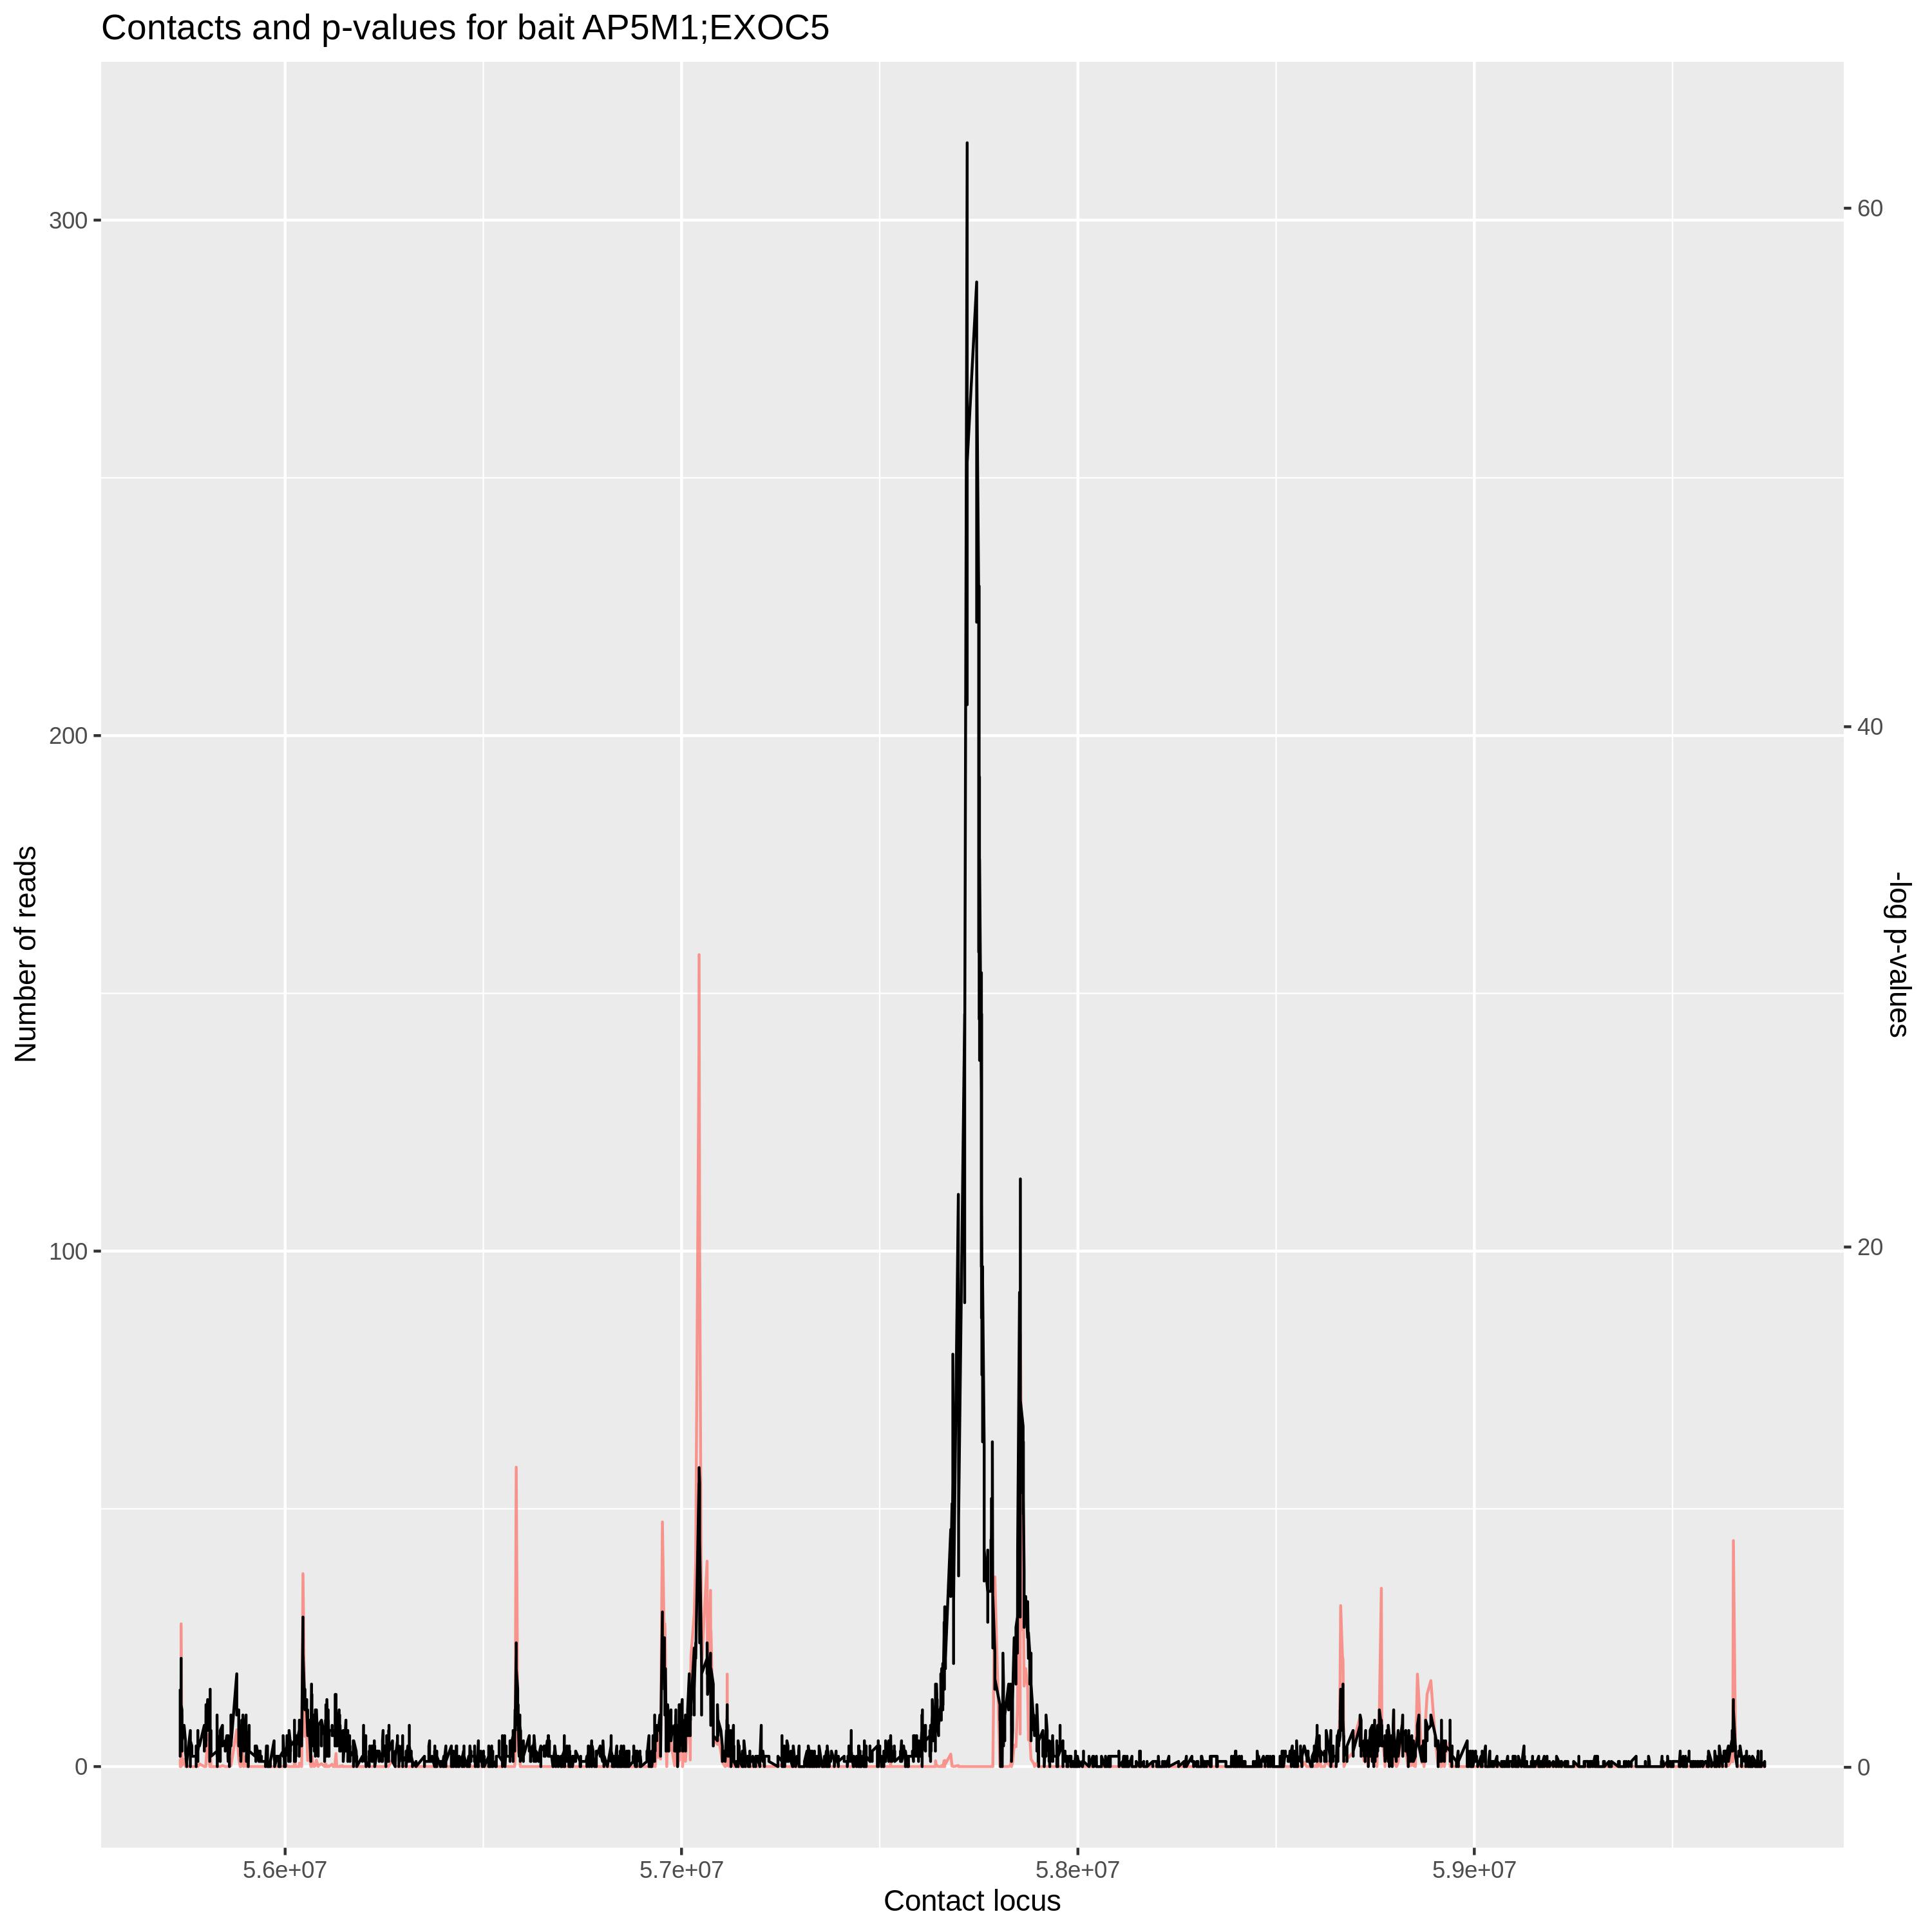 Contacts and p-values for bait AP5M1;EXOC5
300
200
100
0
Number of reads
60
40
20
0
-log p-values
5.6e+07
5.7e+07
5.8e+07
5.9e+07
Contact locus